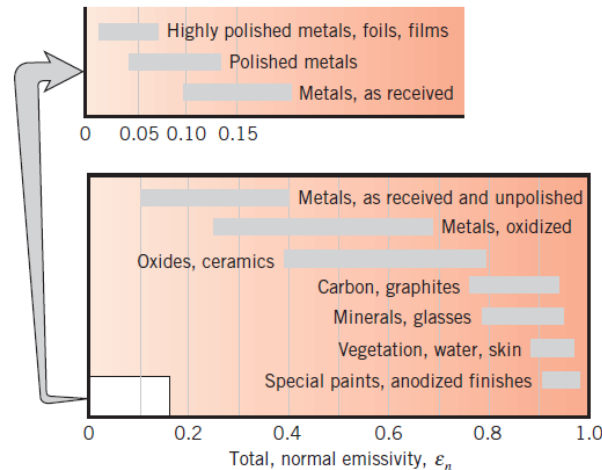 Highly polished metals, foils, films
Polished metals
Metals, as received
0 0.05 0.10 0.15
Metals, as received and unpolished
Metals, oxidized
Oxides, ceramics
Carbon, graphites
Minerals, glasses
Vegetation, water, skin
Special paints, anodized finishes
0 0.2 0.4 0.6 0.8 1.0
Total, normal emissivity, εn